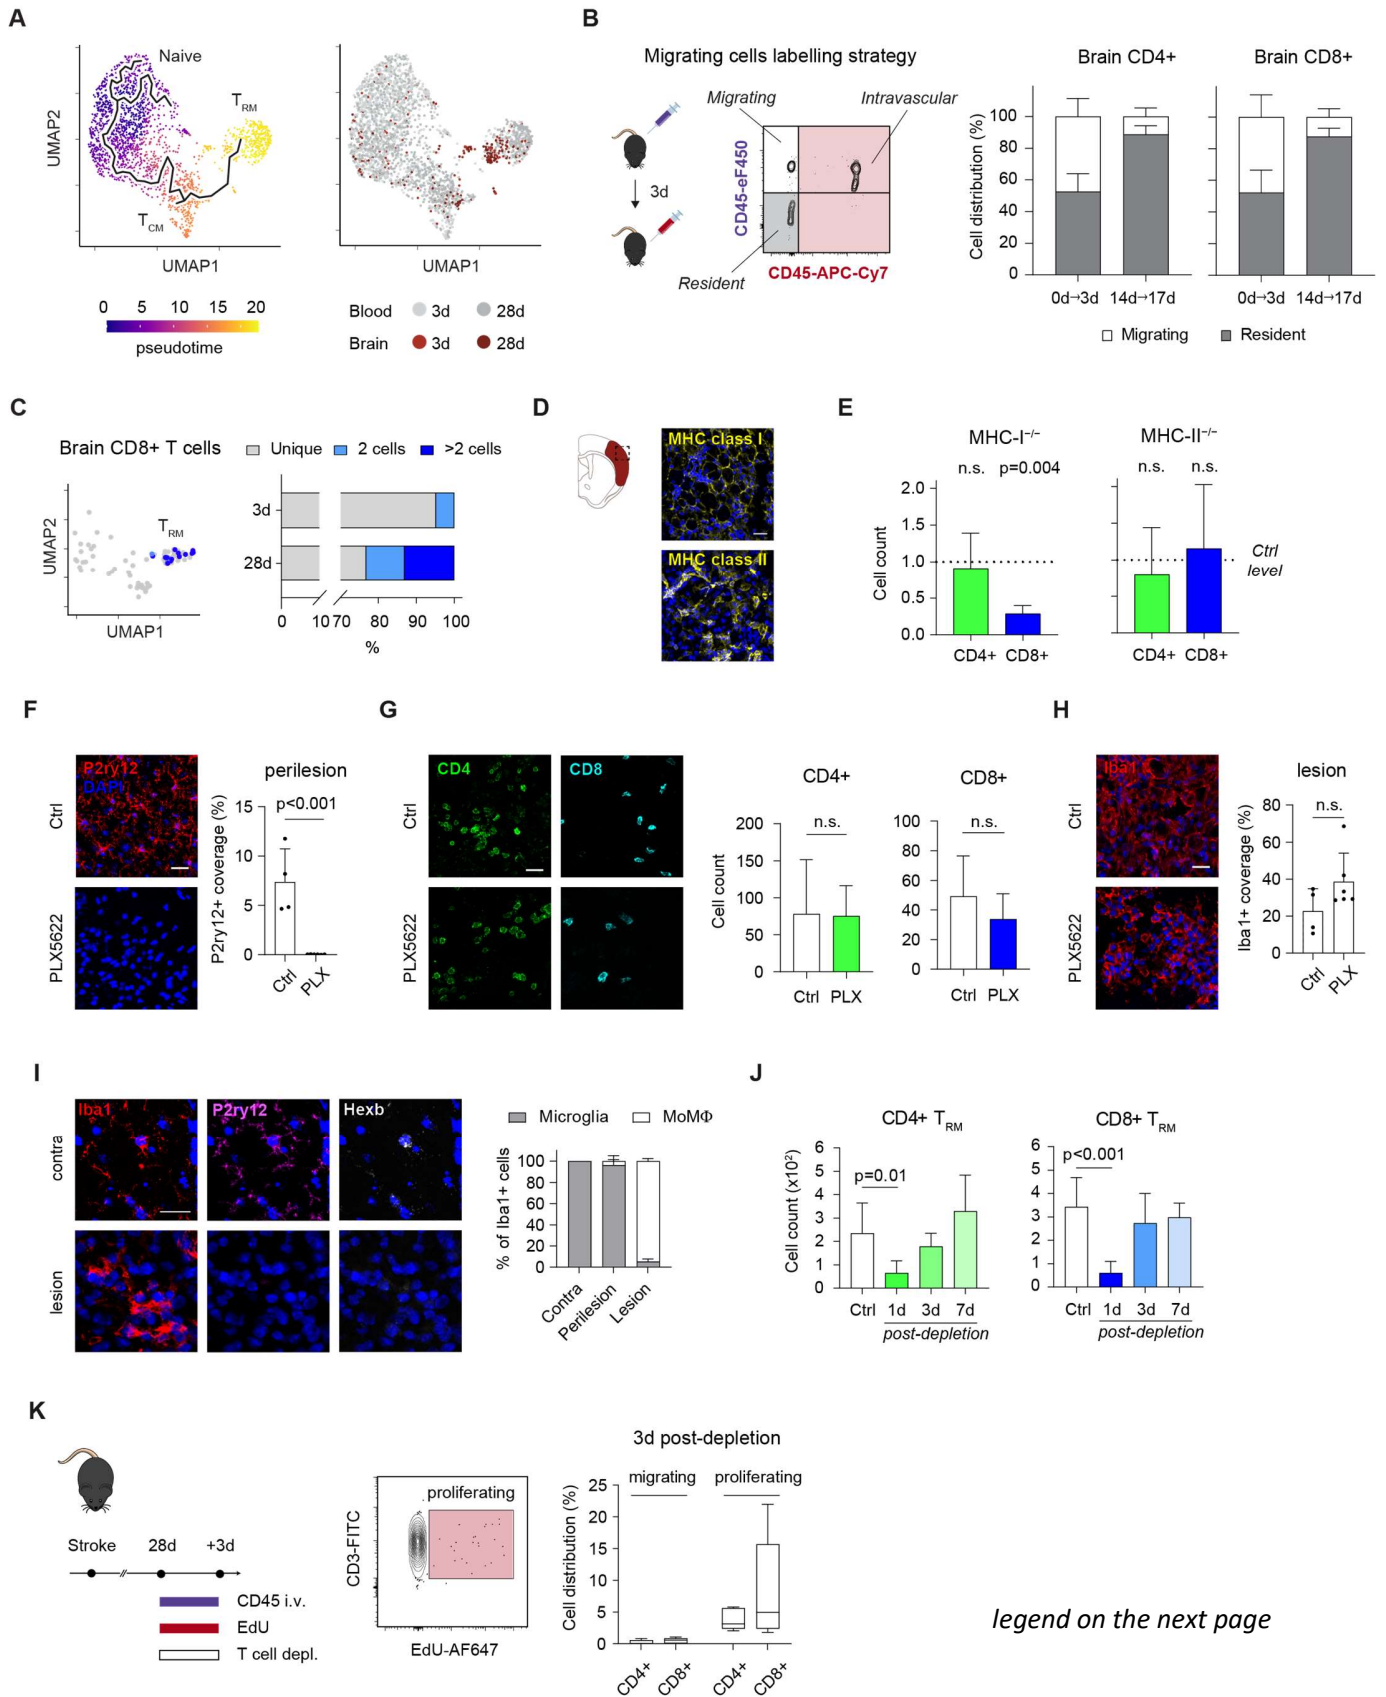 A
Naive
T_RM
T_CM
UMAP2
UMAP1
UMAP1
0 5 10 15 20
pseudotime
Blood 3d 28d
Brain 3d 28d
B
Migrating cells labelling strategy
Migrating
Intravascular
3d
CD45-eF450
Resident
CD45-APC-Cy7
Brain CD4+
Brain CD8+
Cell distribution (%)
100
80
60
40
20
0
0d→3d 14d→17d
0d→3d 14d→17d
Migrating Resident
C
Brain CD8+ T cells
Unique 2 cells >2 cells
UMAP2
T_RM
UMAP1
3d
28d
0 10 70 80 90 100
%
D
MHC class I
MHC class II
E
MHC-I⁻/⁻
MHC-II⁻/⁻
n.s. p=0.004
n.s. n.s.
Cell count
2.0
1.5
1.0
0.5
0.0
Ctrl
level
CD4+ CD8+
CD4+ CD8+
F
P2ry12
DAPI
Ctrl
PLX5622
perilesion
p<0.001
P2ry12+ coverage (%)
15
10
5
0
Ctrl
PLX
G
CD4
CD8
Ctrl
PLX5622
CD4+
n.s.
Cell count
200
150
100
50
0
Ctrl PLX
CD8+
n.s.
100
80
60
40
20
0
Ctrl PLX
H
Iba1
Ctrl
PLX5622
lesion
n.s.
Iba1+ coverage (%)
80
60
40
20
0
Ctrl
PLX
I
Iba1
P2ry12
Hexb
contra
lesion
Microglia MoMΦ
% of Iba1+ cells
100
80
60
40
20
0
Contra
Perilesion
Lesion
J
CD4+ T_RM
p=0.01
Cell count (x10²)
6
5
4
3
2
1
0
Ctrl 1d 3d 7d
post-depletion
CD8+ T_RM
p<0.001
6
5
4
3
2
1
0
Ctrl 1d 3d 7d
post-depletion
K
Stroke 28d +3d
CD45 i.v.
EdU
T cell depl.
CD3-FITC
proliferating
EdU-AF647
3d post-depletion
migrating proliferating
Cell distribution (%)
25
20
15
10
5
0
CD4+
CD8+
CD4+
CD8+
legend on the next page